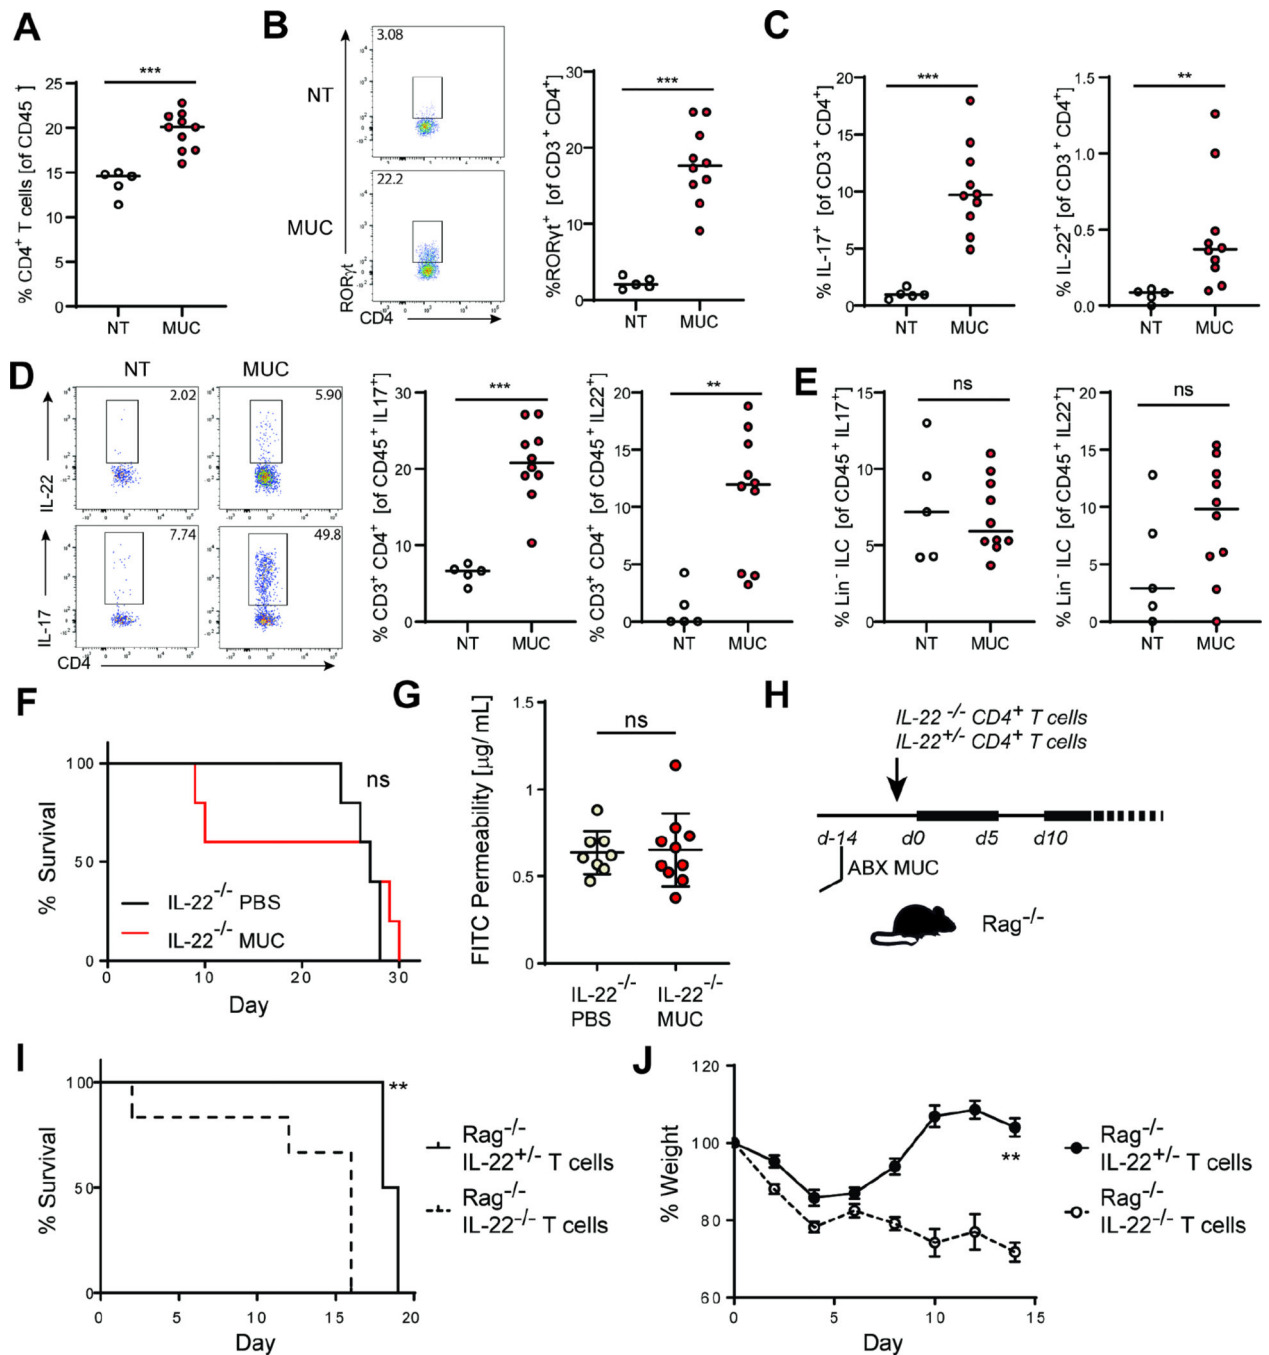 A
% CD4⁺ T cells [of CD45⁺]
25
20
15
10
5
0
***
NT
MUC
B
NT
3.08
MUC
22.2
RORγt
CD4
%RORγt⁺ [of CD3⁺ CD4⁺]
30
20
10
0
***
NT
MUC
C
% IL-17⁺ [of CD3⁺ CD4⁺]
20
15
10
5
0
***
NT
MUC
% IL-22⁺ [of CD3⁺ CD4⁺]
1.5
1.0
0.5
0.0
**
NT
MUC
D
NT
MUC
2.02
5.90
IL-22
7.74
49.8
IL-17
CD4
% CD3⁺ CD4⁺ [of CD45⁺ IL17⁺]
30
20
10
0
***
NT
MUC
% CD3⁺ CD4⁺ [of CD45⁺ IL22⁺]
20
15
10
5
0
**
NT
MUC
E
% Lin⁻ ILC [of CD45⁺ IL17⁺]
15
10
5
0
ns
NT
MUC
% Lin⁻ ILC [of CD45⁺ IL22⁺]
20
15
10
5
0
ns
NT
MUC
F
% Survival
100
50
0
ns
IL-22⁻/⁻ PBS
IL-22⁻/⁻ MUC
0
10
20
30
Day
G
FITC Permeability [µg/ mL]
1.5
1
0.5
0
ns
IL-22⁻/⁻
PBS
IL-22⁻/⁻
MUC
H
IL-22 ⁻/⁻ CD4⁺ T cells
IL-22⁺/⁻ CD4⁺ T cells
d-14
d0
d5
d10
ABX MUC
Rag⁻/⁻
I
% Survival
100
50
0
**
0
5
10
15
20
Day
Rag⁻/⁻
IL-22⁺/⁻ T cells
Rag⁻/⁻
IL-22⁻/⁻ T cells
J
% Weight
120
100
80
60
**
0
5
10
15
Day
Rag⁻/⁻
IL-22⁺/⁻ T cells
Rag⁻/⁻
IL-22⁻/⁻ T cells